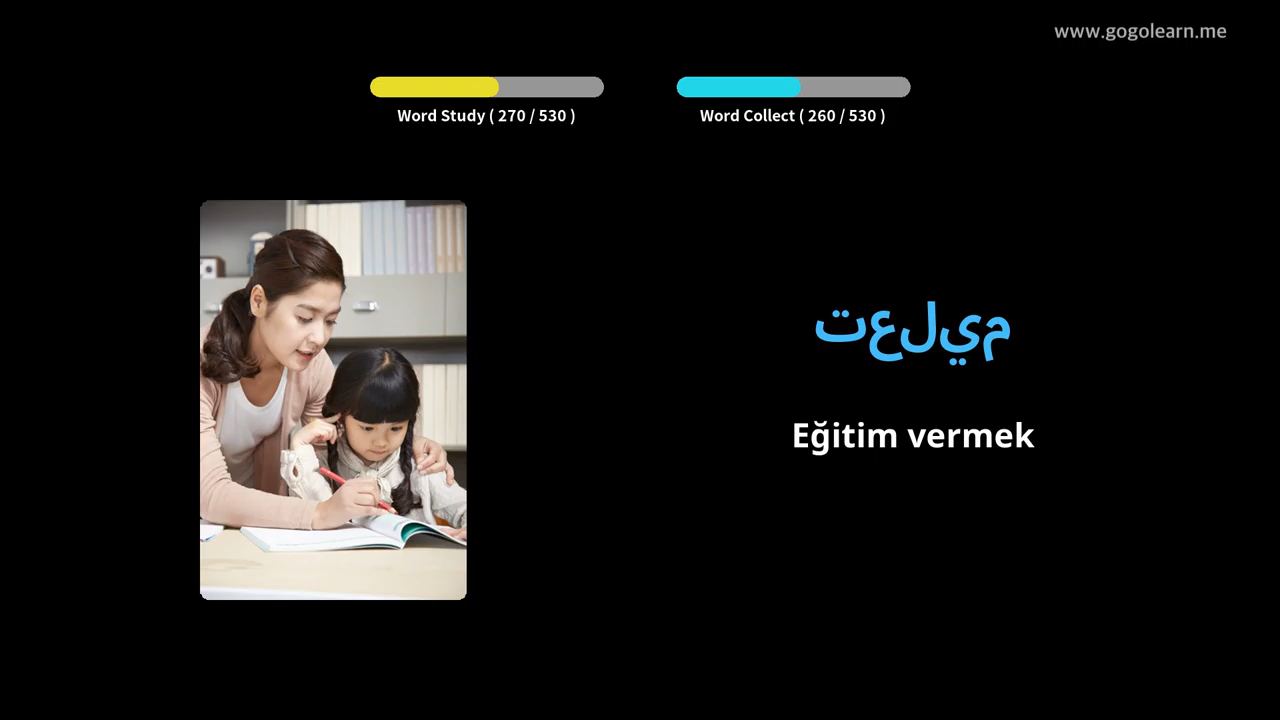 www.gogolearn.me
Word Study ( 270 / 530 )
Word Collect ( 260 / 530 )
تعليم
Eğitim vermek